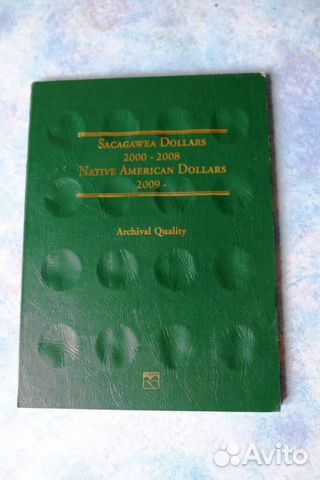 SACAGAWEA DOLLARS
2000 - 2008
NATIVE AMERICAN DOLLARS
2009 -
Archival Quality
Avito